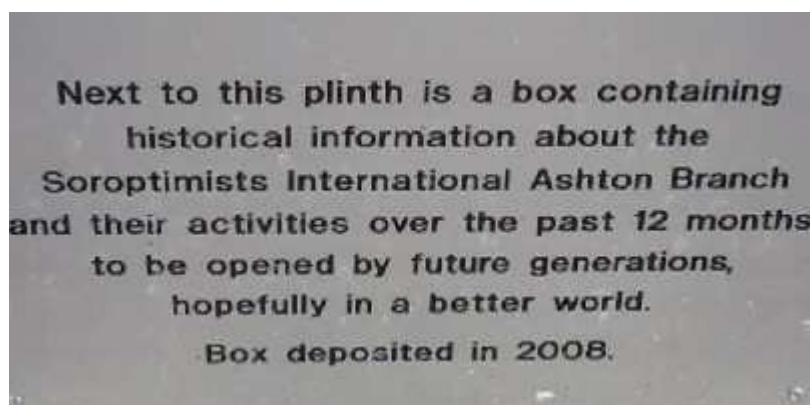 Next to this plinth is a box containing
historical information about the
Soroptimists International Ashton Branch
and their activities over the past 12 months
to be opened by future generations,
hopefully in a better world.
Box deposited in 2008.